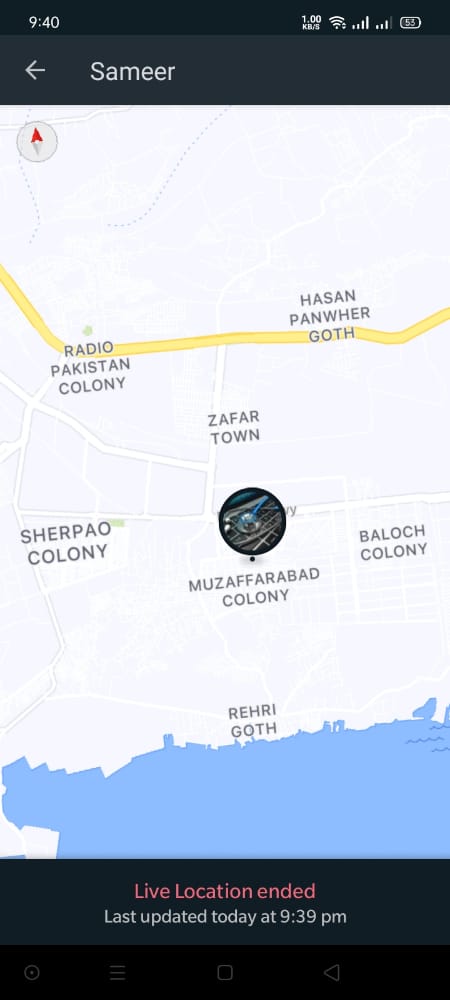 9:40
1.00
KB/S
53
Sameer
HASAN
PANWHER
GOTH
RADIO
PAKISTAN
COLONY
ZAFAR
TOWN
wy
SHERPAO
COLONY
BALOCH
COLONY
MUZAFFARABAD
COLONY
REHRI
GOTH
Live Location ended
Last updated today at 9:39 pm